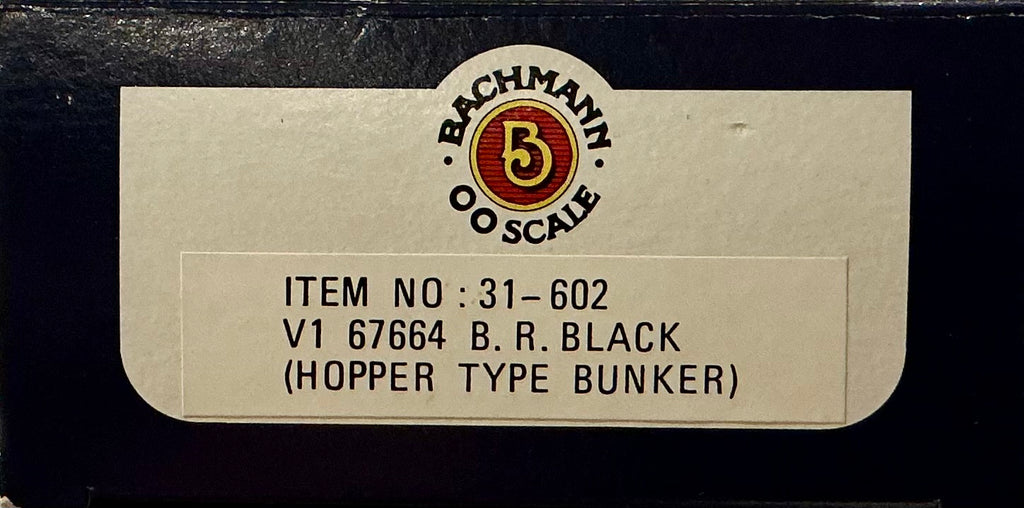 BACHMANN
B
OO SCALE
ITEM NO : 31-602
V1 67664 B. R. BLACK
(HOPPER TYPE BUNKER)